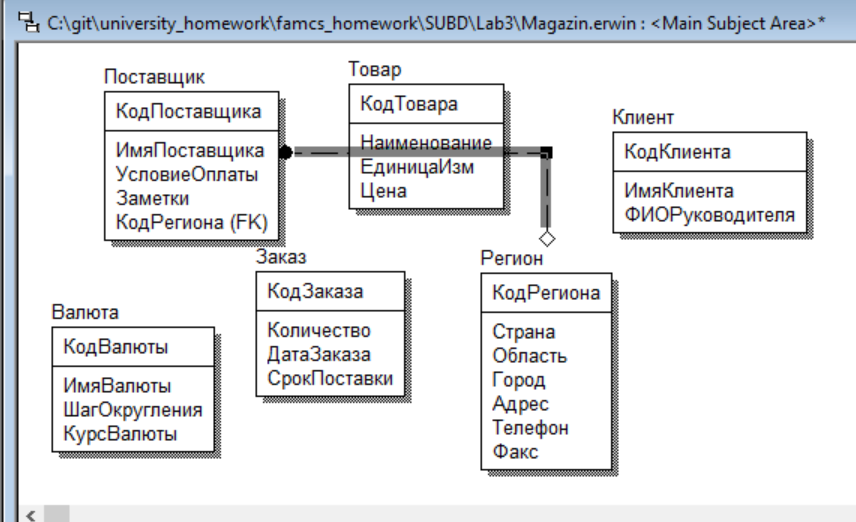 C:\git\university_homework\famcs_homework\SUBD\Lab3\Magazin.erwin : <Main Subject Area>*
Поставщик
КодПоставщика
ИмяПоставщика
УсловиеОплаты
Заметки
КодРегиона (FK)
Товар
КодТовара
Наименование
ЕдиницаИзм
Цена
Клиент
КодКлиента
ИмяКлиента
ФИОРуководителя
Валюта
КодВалюты
ИмяВалюты
ШагОкругления
КурсВалюты
Заказ
КодЗаказа
Количество
ДатаЗаказа
СрокПоставки
Регион
КодРегиона
Страна
Область
Город
Адрес
Телефон
Факс